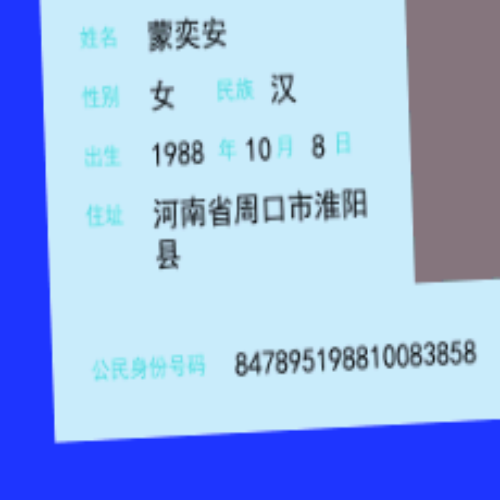 姓名 蒙奕安
性别 女 民族 汉
出生 1988 年 10 月 8 日
住址 河南省周口市淮阳
县
公民身份号码 847895198810083858